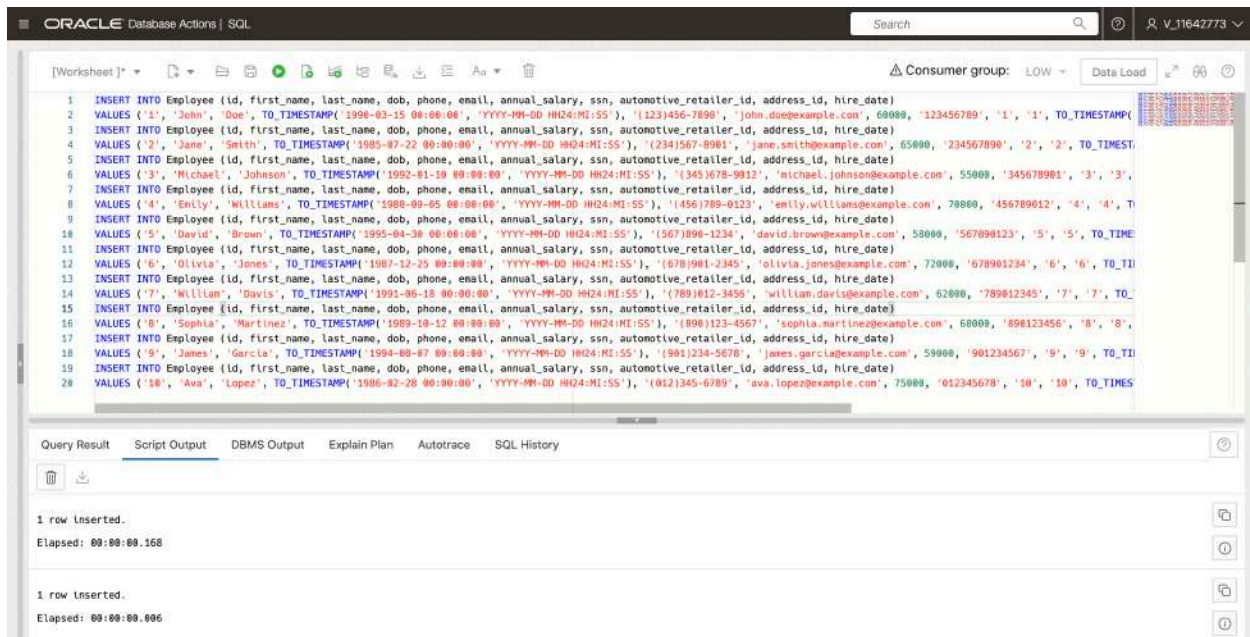 ORACLE Database Actions | SQL
Search
V_11642773
[Worksheet]*
Aa
Consumer group: LOW
Data Load
1 INSERT INTO Employee (id, first_name, last_name, dob, phone, email, annual_salary, ssn, automotive_retailer_id, address_id, hire_date)
2 VALUES ('1', 'John', 'Doe', TO_TIMESTAMP('1990-03-15 00:00:00', 'YYYY-MM-DD HH24:MI:SS'), '(123)456-7890', 'john.doe@example.com', 60000, '123456789', '1', '1', TO_TIMESTAMP(
3 INSERT INTO Employee (id, first_name, last_name, dob, phone, email, annual_salary, ssn, automotive_retailer_id, address_id, hire_date)
4 VALUES ('2', 'Jane', 'Smith', TO_TIMESTAMP('1985-07-22 00:00:00', 'YYYY-MM-DD HH24:MI:SS'), '(234)567-8901', 'jane.smith@example.com', 65000, '234567890', '2', '2', TO_TIMEST
5 INSERT INTO Employee (id, first_name, last_name, dob, phone, email, annual_salary, ssn, automotive_retailer_id, address_id, hire_date)
6 VALUES ('3', 'Michael', 'Johnson', TO_TIMESTAMP('1992-01-10 00:00:00', 'YYYY-MM-DD HH24:MI:SS'), '(345)678-9012', 'michael.johnson@example.com', 55000, '345678901', '3', '3',
7 INSERT INTO Employee (id, first_name, last_name, dob, phone, email, annual_salary, ssn, automotive_retailer_id, address_id, hire_date)
8 VALUES ('4', 'Emily', 'Williams', TO_TIMESTAMP('1988-09-05 00:00:00', 'YYYY-MM-DD HH24:MI:SS'), '(456)789-0123', 'emily.williams@example.com', 70000, '456789012', '4', '4', T
9 INSERT INTO Employee (id, first_name, last_name, dob, phone, email, annual_salary, ssn, automotive_retailer_id, address_id, hire_date)
10 VALUES ('5', 'David', 'Brown', TO_TIMESTAMP('1995-04-30 00:00:00', 'YYYY-MM-DD HH24:MI:SS'), '(567)890-1234', 'david.brown@example.com', 58000, '567890123', '5', '5', TO_TIME
11 INSERT INTO Employee (id, first_name, last_name, dob, phone, email, annual_salary, ssn, automotive_retailer_id, address_id, hire_date)
12 VALUES ('6', 'Olivia', 'Jones', TO_TIMESTAMP('1987-12-25 00:00:00', 'YYYY-MM-DD HH24:MI:SS'), '(678)901-2345', 'olivia.jones@example.com', 72000, '678901234', '6', '6', TO_TI
13 INSERT INTO Employee (id, first_name, last_name, dob, phone, email, annual_salary, ssn, automotive_retailer_id, address_id, hire_date)
14 VALUES ('7', 'William', 'Davis', TO_TIMESTAMP('1991-06-18 00:00:00', 'YYYY-MM-DD HH24:MI:SS'), '(789)012-3456', 'william.davis@example.com', 62000, '789012345', '7', '7', TO_
15 INSERT INTO Employee (id, first_name, last_name, dob, phone, email, annual_salary, ssn, automotive_retailer_id, address_id, hire_date)
16 VALUES ('8', 'Sophia', 'Martinez', TO_TIMESTAMP('1989-10-12 00:00:00', 'YYYY-MM-DD HH24:MI:SS'), '(890)123-4567', 'sophia.martinez@example.com', 68000, '890123456', '8', '8',
17 INSERT INTO Employee (id, first_name, last_name, dob, phone, email, annual_salary, ssn, automotive_retailer_id, address_id, hire_date)
18 VALUES ('9', 'James', 'Garcia', TO_TIMESTAMP('1994-08-07 00:00:00', 'YYYY-MM-DD HH24:MI:SS'), '(901)234-5678', 'james.garcia@example.com', 59000, '901234567', '9', '9', TO_TI
19 INSERT INTO Employee (id, first_name, last_name, dob, phone, email, annual_salary, ssn, automotive_retailer_id, address_id, hire_date)
20 VALUES ('10', 'Ava', 'Lopez', TO_TIMESTAMP('1986-02-28 00:00:00', 'YYYY-MM-DD HH24:MI:SS'), '(012)345-6789', 'ava.lopez@example.com', 75000, '012345678', '10', '10', TO_TIMES
Query Result Script Output DBMS Output Explain Plan Autotrace SQL History
1 row inserted.
Elapsed: 00:00:00.168
1 row inserted.
Elapsed: 00:00:00.006